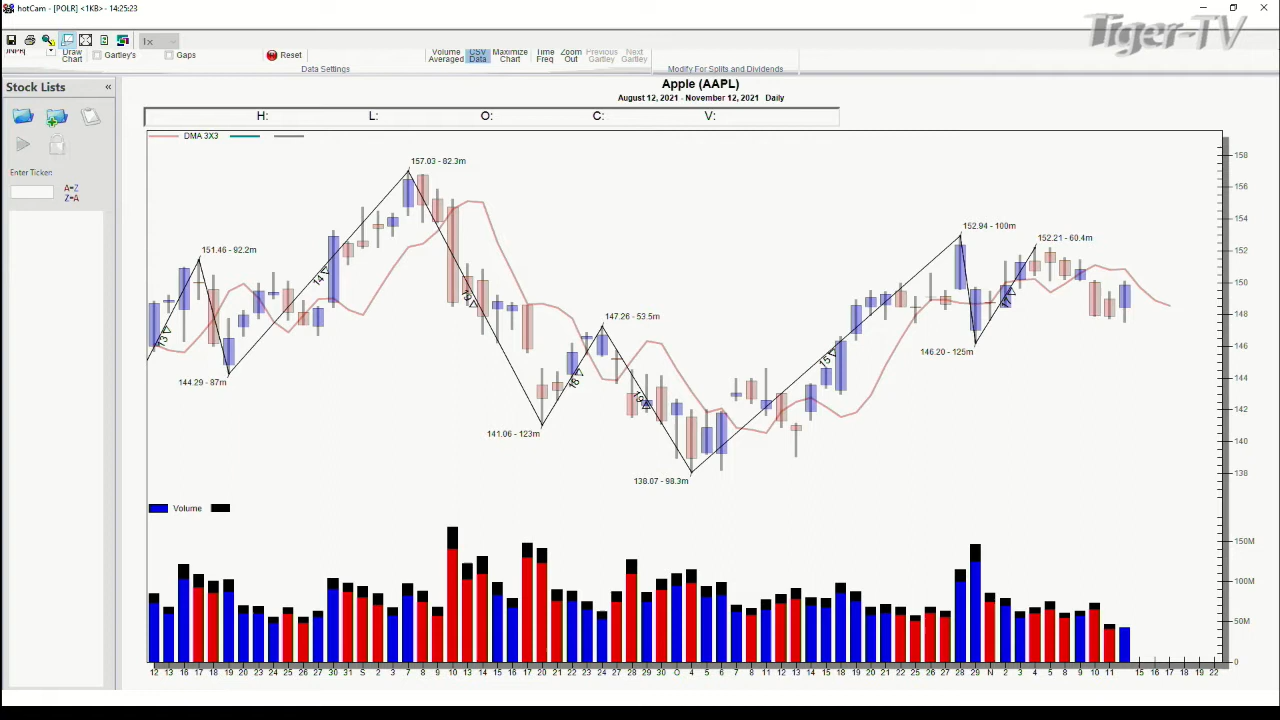 hotCam - [POLR] <1KB> - 14:25:23
Tiger-TV
1x
JNPR
Draw Chart
Gartley's
Gaps
Reset
Volume Averaged
CSV Data
Maximize Chart
Time Freq
Zoom Out
Previous Gartley
Next Gartley
Data Settings
Modify For Splits and Dividends
Stock Lists «
Apple (AAPL)
August 12, 2021 - November 12, 2021 Daily
H: L: O: C: V:
DMA 3X3
Enter Ticker:
A=Z
Z=A
157.03 - 82.3m
151.46 - 92.2m
144.29 - 87m
147.26 - 53.5m
141.06 - 123m
138.07 - 98.3m
152.94 - 100m
152.21 - 60.4m
146.20 - 125m
13
14
19
18
19
15
158
156
154
152
150
148
146
144
142
140
138
Volume
150M
100M
50M
0
12 13 16 17 18 19 20 23 24 25 26 27 30 31 S 2 3 7 8 9 10 13 14 15 16 17 20 21 22 23 24 27 28 29 30 O 4 5 6 7 8 11 12 13 14 15 18 19 20 21 22 25 26 27 28 29 N 2 3 4 5 8 9 10 11 15 16 17 18 19 22